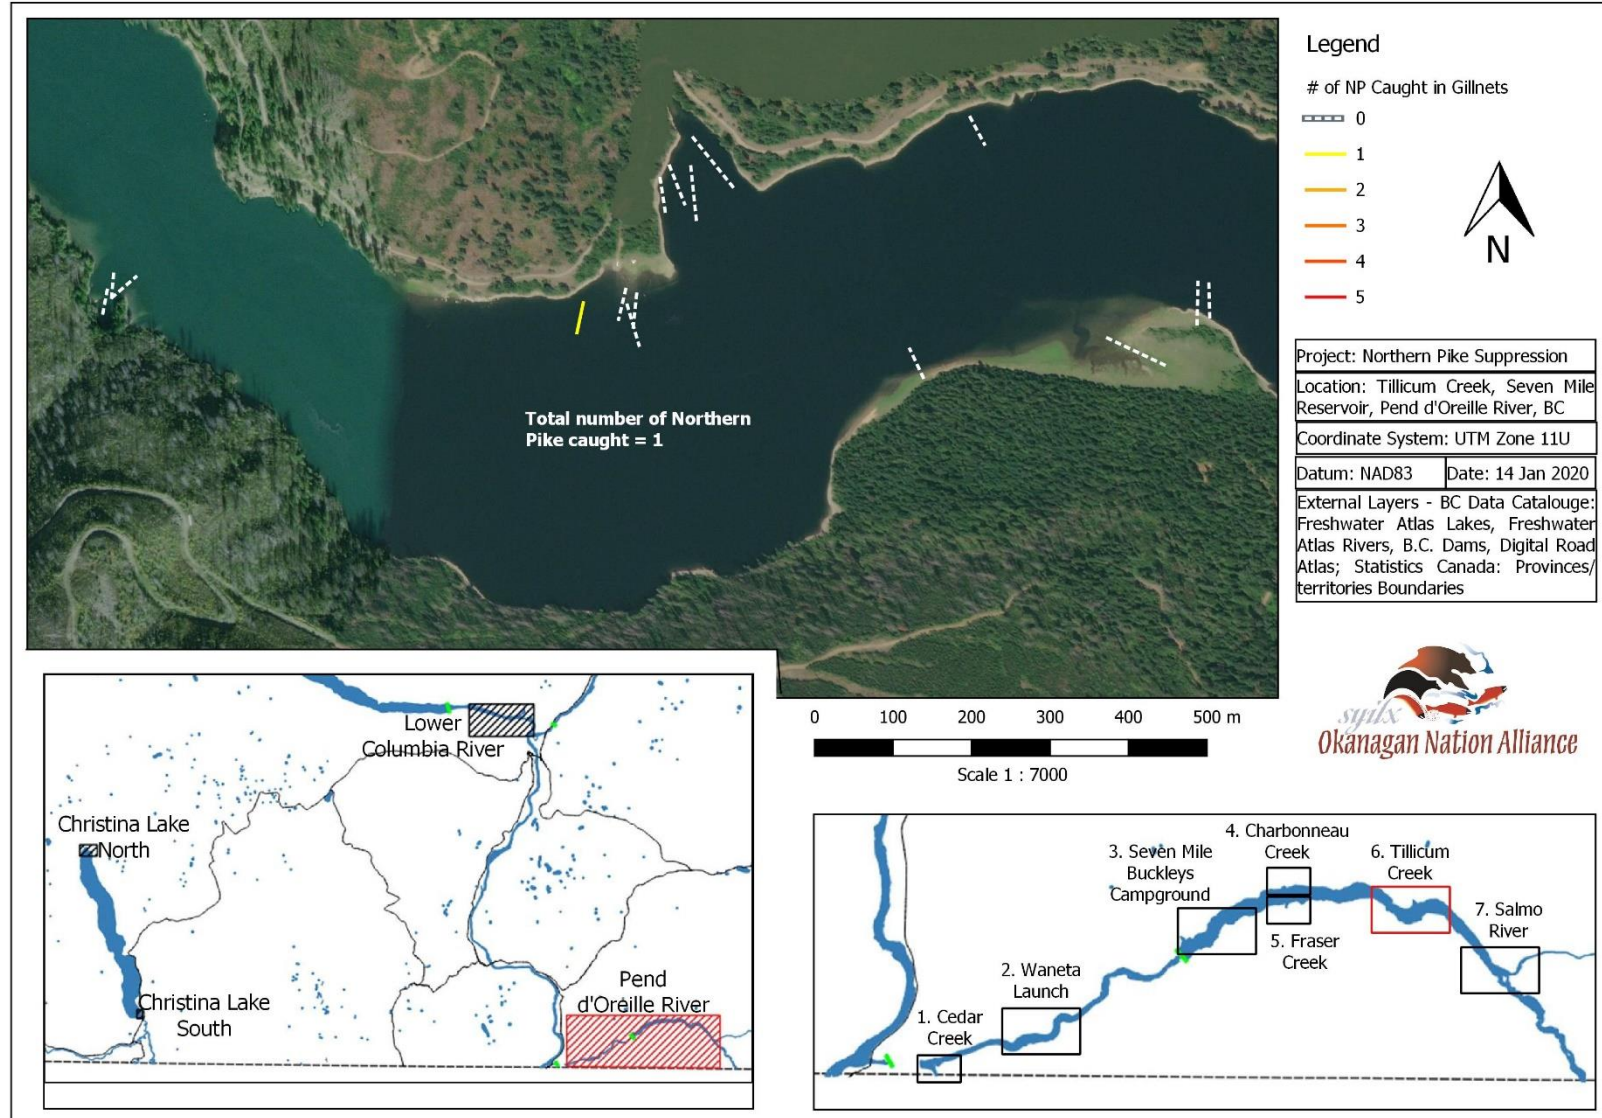 Legend
# of NP Caught in Gillnets
0
1
2
3
4
5
N
Total number of Northern
Pike caught = 1
Project: Northern Pike Suppression
Location: Tillicum Creek, Seven Mile
Reservoir, Pend d'Oreille River, BC
Coordinate System: UTM Zone 11U
Datum: NAD83
Date: 14 Jan 2020
External Layers - BC Data Catalouge:
Freshwater Atlas Lakes, Freshwater
Atlas Rivers, B.C. Dams, Digital Road
Atlas; Statistics Canada: Provinces/
territories Boundaries
syilx
Okanagan Nation Alliance
0 100 200 300 400 500 m
Scale 1 : 7000
Lower
Columbia River
Christina Lake
North
Christina Lake
South
Pend
d'Oreille River
1. Cedar
Creek
2. Waneta
Launch
3. Seven Mile
Buckleys
Campground
4. Charbonneau
Creek
5. Fraser
Creek
6. Tillicum
Creek
7. Salmo
River